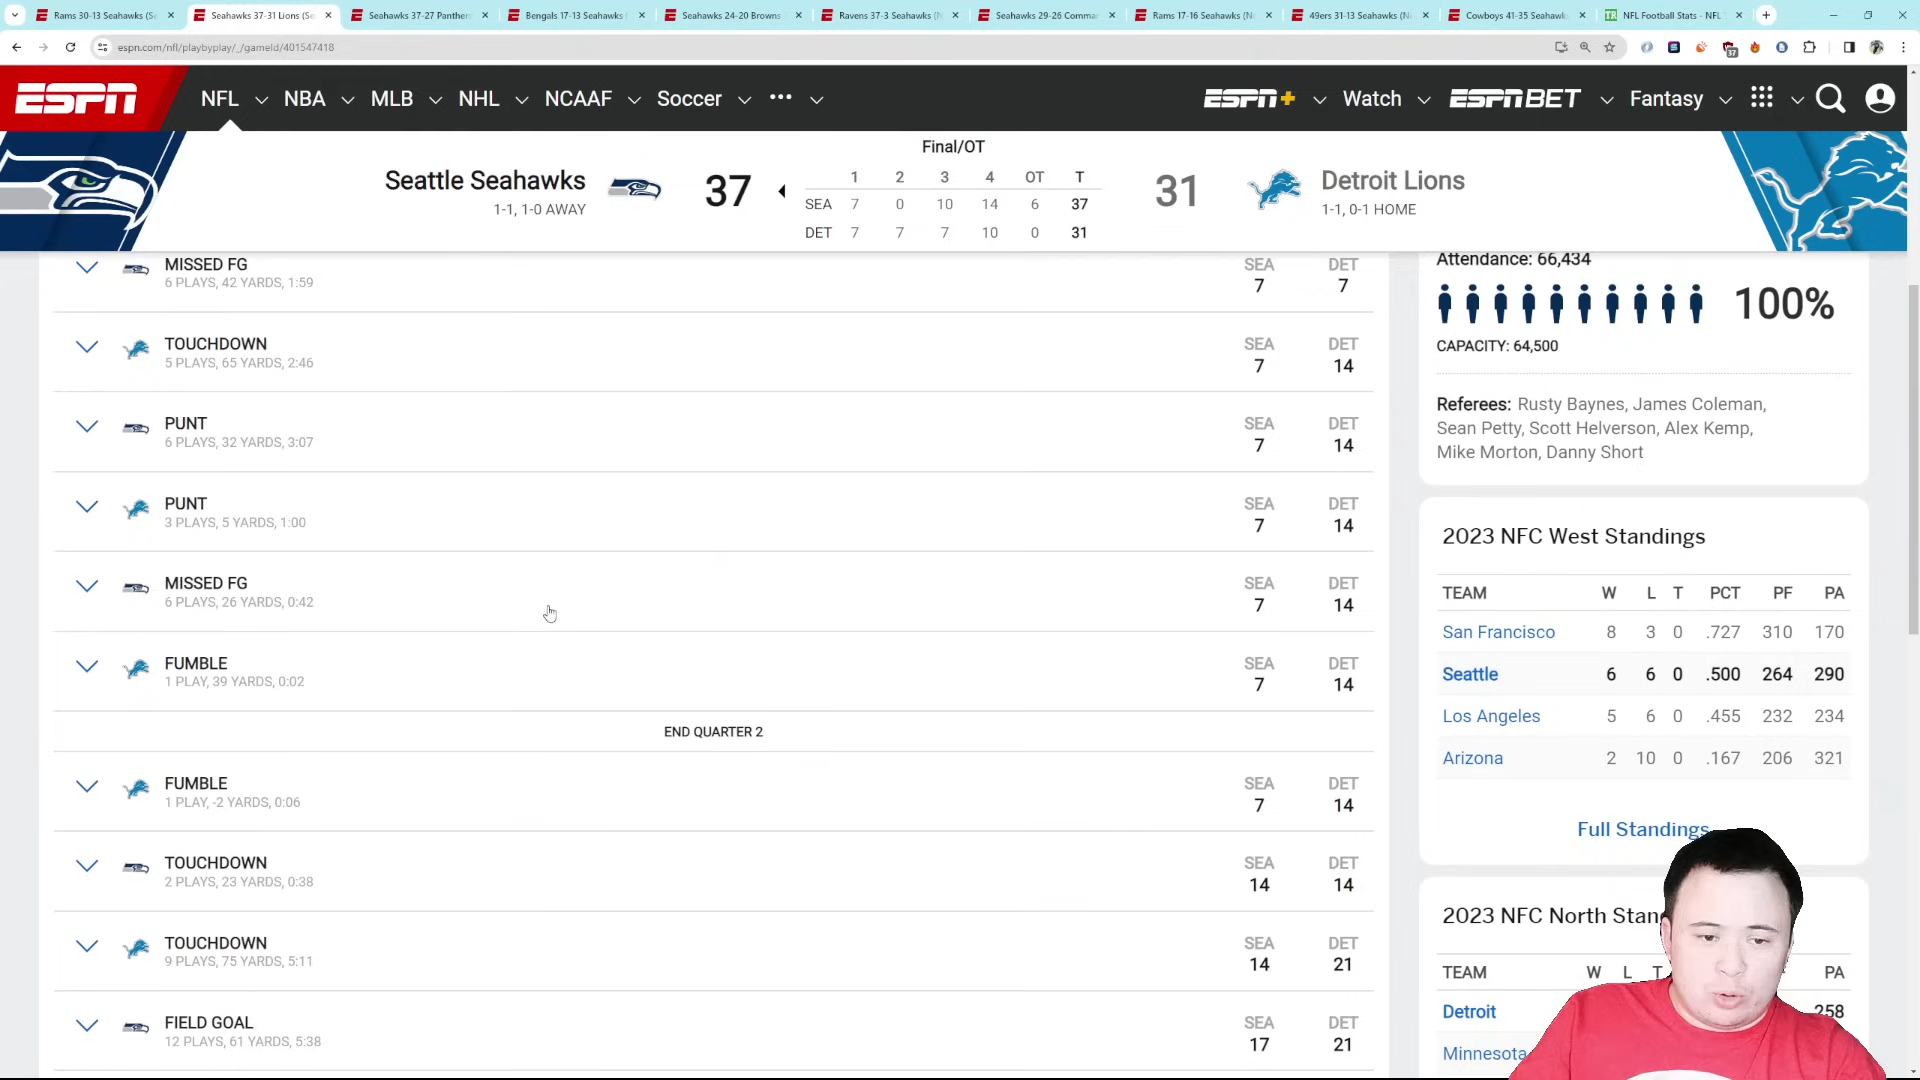 Rams 30-13 Seahawks (Se
Seahawks 37-31 Lions (Se
Seahawks 37-27 Panther
Bengals 17-13 Seahawks (
Seahawks 24-20 Browns
Ravens 37-3 Seahawks (N
Seahawks 29-26 Comma
Rams 17-16 Seahawks (No
49ers 31-13 Seahawks (N
Cowboys 41-35 Seahawk
NFL Football Stats - NFL T
espn.com/nfl/playbyplay/_/gameId/401547418
37
ESPN
NFL
NBA
MLB
NHL
NCAAF
Soccer
ESPN+
Watch
ESPN BET
Fantasy
Final/OT
Seattle Seahawks
1-1, 1-0 AWAY
37
1 2 3 4 OT T
SEA 7 0 10 14 6 37
DET 7 7 7 10 0 31
31
Detroit Lions
1-1, 0-1 HOME
MISSED FG
6 PLAYS, 42 YARDS, 1:59
SEA DET
7 7
TOUCHDOWN
5 PLAYS, 65 YARDS, 2:46
SEA DET
7 14
PUNT
6 PLAYS, 32 YARDS, 3:07
SEA DET
7 14
PUNT
3 PLAYS, 5 YARDS, 1:00
SEA DET
7 14
MISSED FG
6 PLAYS, 26 YARDS, 0:42
SEA DET
7 14
FUMBLE
1 PLAY, 39 YARDS, 0:02
SEA DET
7 14
END QUARTER 2
FUMBLE
1 PLAY, -2 YARDS, 0:06
SEA DET
7 14
TOUCHDOWN
2 PLAYS, 23 YARDS, 0:38
SEA DET
14 14
TOUCHDOWN
9 PLAYS, 75 YARDS, 5:11
SEA DET
14 21
FIELD GOAL
12 PLAYS, 61 YARDS, 5:38
SEA DET
17 21
Attendance: 66,434
100%
CAPACITY: 64,500
Referees: Rusty Baynes, James Coleman,
Sean Petty, Scott Helverson, Alex Kemp,
Mike Morton, Danny Short
2023 NFC West Standings
TEAM W L T PCT PF PA
San Francisco 8 3 0 .727 310 170
Seattle 6 6 0 .500 264 290
Los Angeles 5 6 0 .455 232 234
Arizona 2 10 0 .167 206 321
Full Standings
2023 NFC North Stan
TEAM W L T PA
Detroit 258
Minnesota